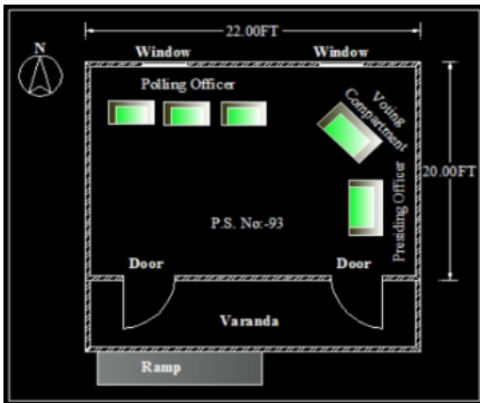 22.00FT
N
Window
Window
Polling Officer
Voting
Compartment
20.00FT
Presiding Officer
P.S. No:-93
Door
Door
Varanda
Ramp